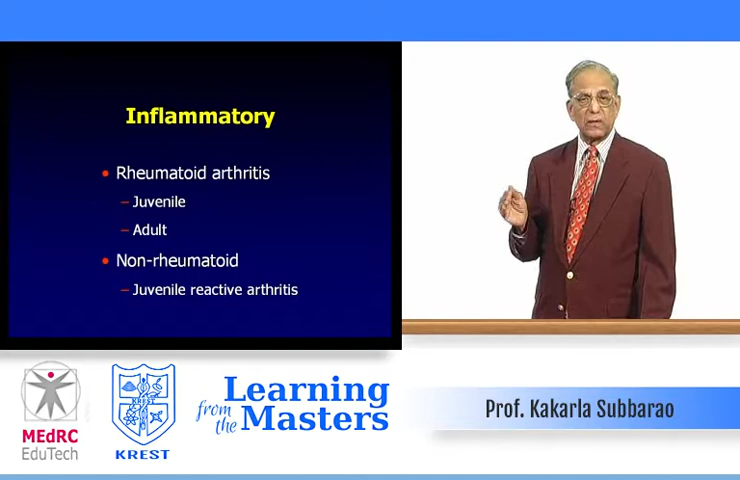 Inflammatory
• Rheumatoid arthritis
– Juvenile
– Adult
• Non-rheumatoid
– Juvenile reactive arthritis
MEdRC
EduTech
KREST
KREST
Learning
from the
Masters
Prof. Kakarla Subbarao